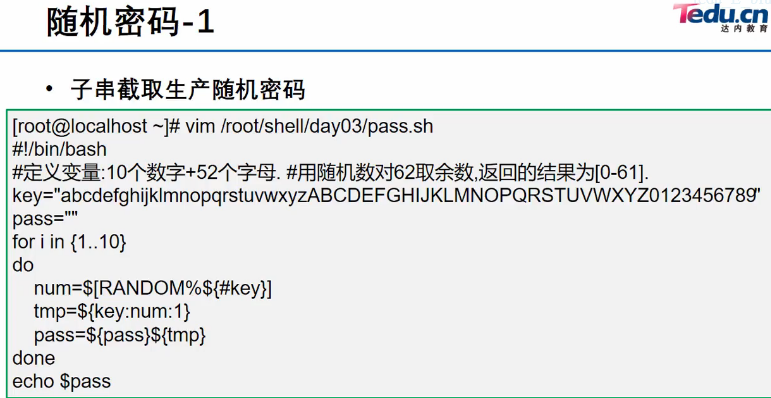 随机密码-1
Tedu.cn
达内教育
• 子串截取生产随机密码
[root@localhost ~]# vim /root/shell/day03/pass.sh
#!/bin/bash
#定义变量:10个数字+52个字母. #用随机数对62取余数,返回的结果为[0-61].
key="abcdefghijklmnopqrstuvwxyzABCDEFGHIJKLMNOPQRSTUVWXYZ0123456789"
pass=""
for i in {1..10}
do
    num=$[RANDOM%${#key}]
    tmp=${key:num:1}
    pass=${pass}${tmp}
done
echo $pass